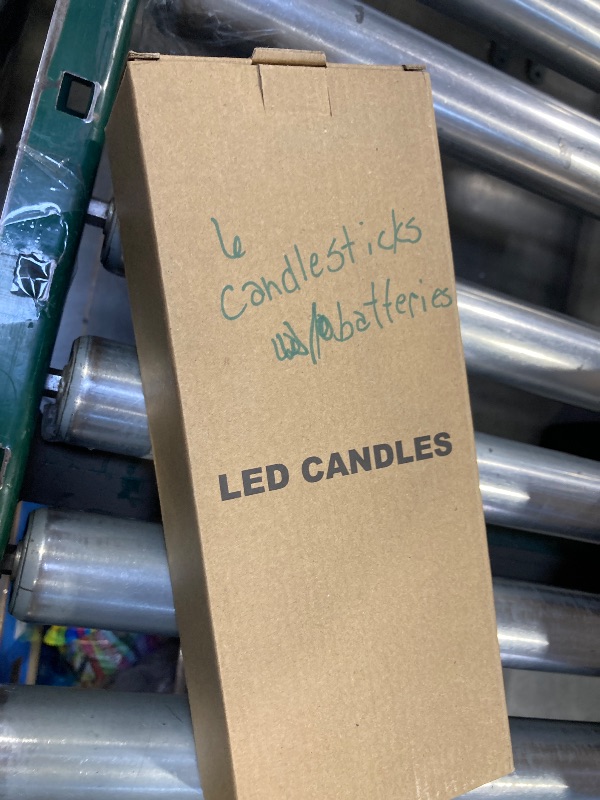 6
candlesticks
w/ batteries
LED CANDLES